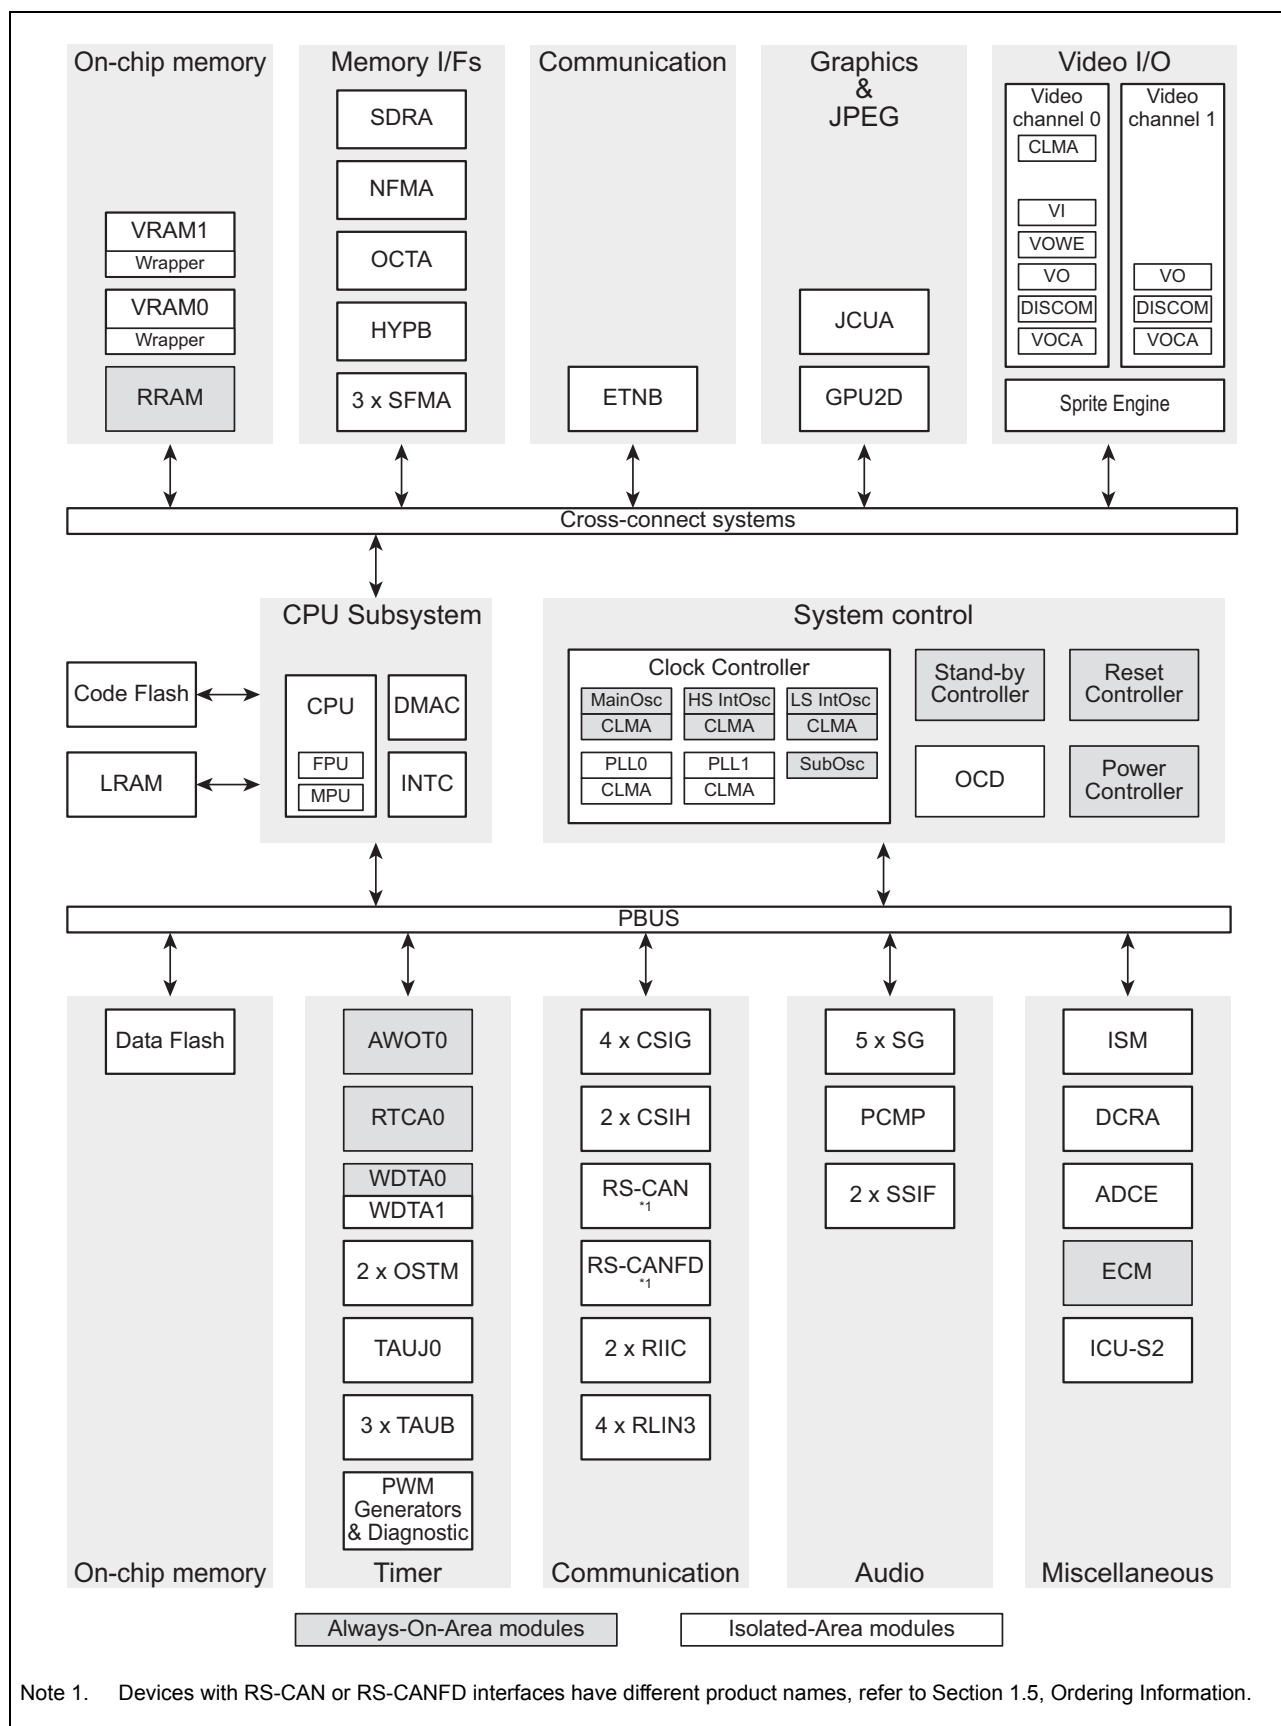 On-chip memory
VRAM1
Wrapper
VRAM0
Wrapper
RRAM
Memory I/Fs
SDRA
NFMA
OCTA
HYPB
3 x SFMA
Communication
ETNB
Graphics
&
JPEG
JCUA
GPU2D
Video I/O
Video
channel 0
CLMA
VI
VOWE
VO
DISCOM
VOCA
Video
channel 1
VO
DISCOM
VOCA
Sprite Engine
Cross-connect systems
Code Flash
LRAM
CPU Subsystem
CPU
FPU
MPU
DMAC
INTC
System control
Clock Controller
MainOsc
CLMA
HS IntOsc
CLMA
LS IntOsc
CLMA
PLL0
CLMA
PLL1
CLMA
SubOsc
Stand-by
Controller
Reset
Controller
OCD
Power
Controller
PBUS
Data Flash
On-chip memory
AWOT0
RTCA0
WDTA0
WDTA1
2 x OSTM
TAUJ0
3 x TAUB
PWM
Generators
& Diagnostic
Timer
4 x CSIG
2 x CSIH
RS-CAN
*1
RS-CANFD
*1
2 x RIIC
4 x RLIN3
Communication
5 x SG
PCMP
2 x SSIF
Audio
ISM
DCRA
ADCE
ECM
ICU-S2
Miscellaneous
Always-On-Area modules
Isolated-Area modules
Note 1. Devices with RS-CAN or RS-CANFD interfaces have different product names, refer to Section 1.5, Ordering Information.